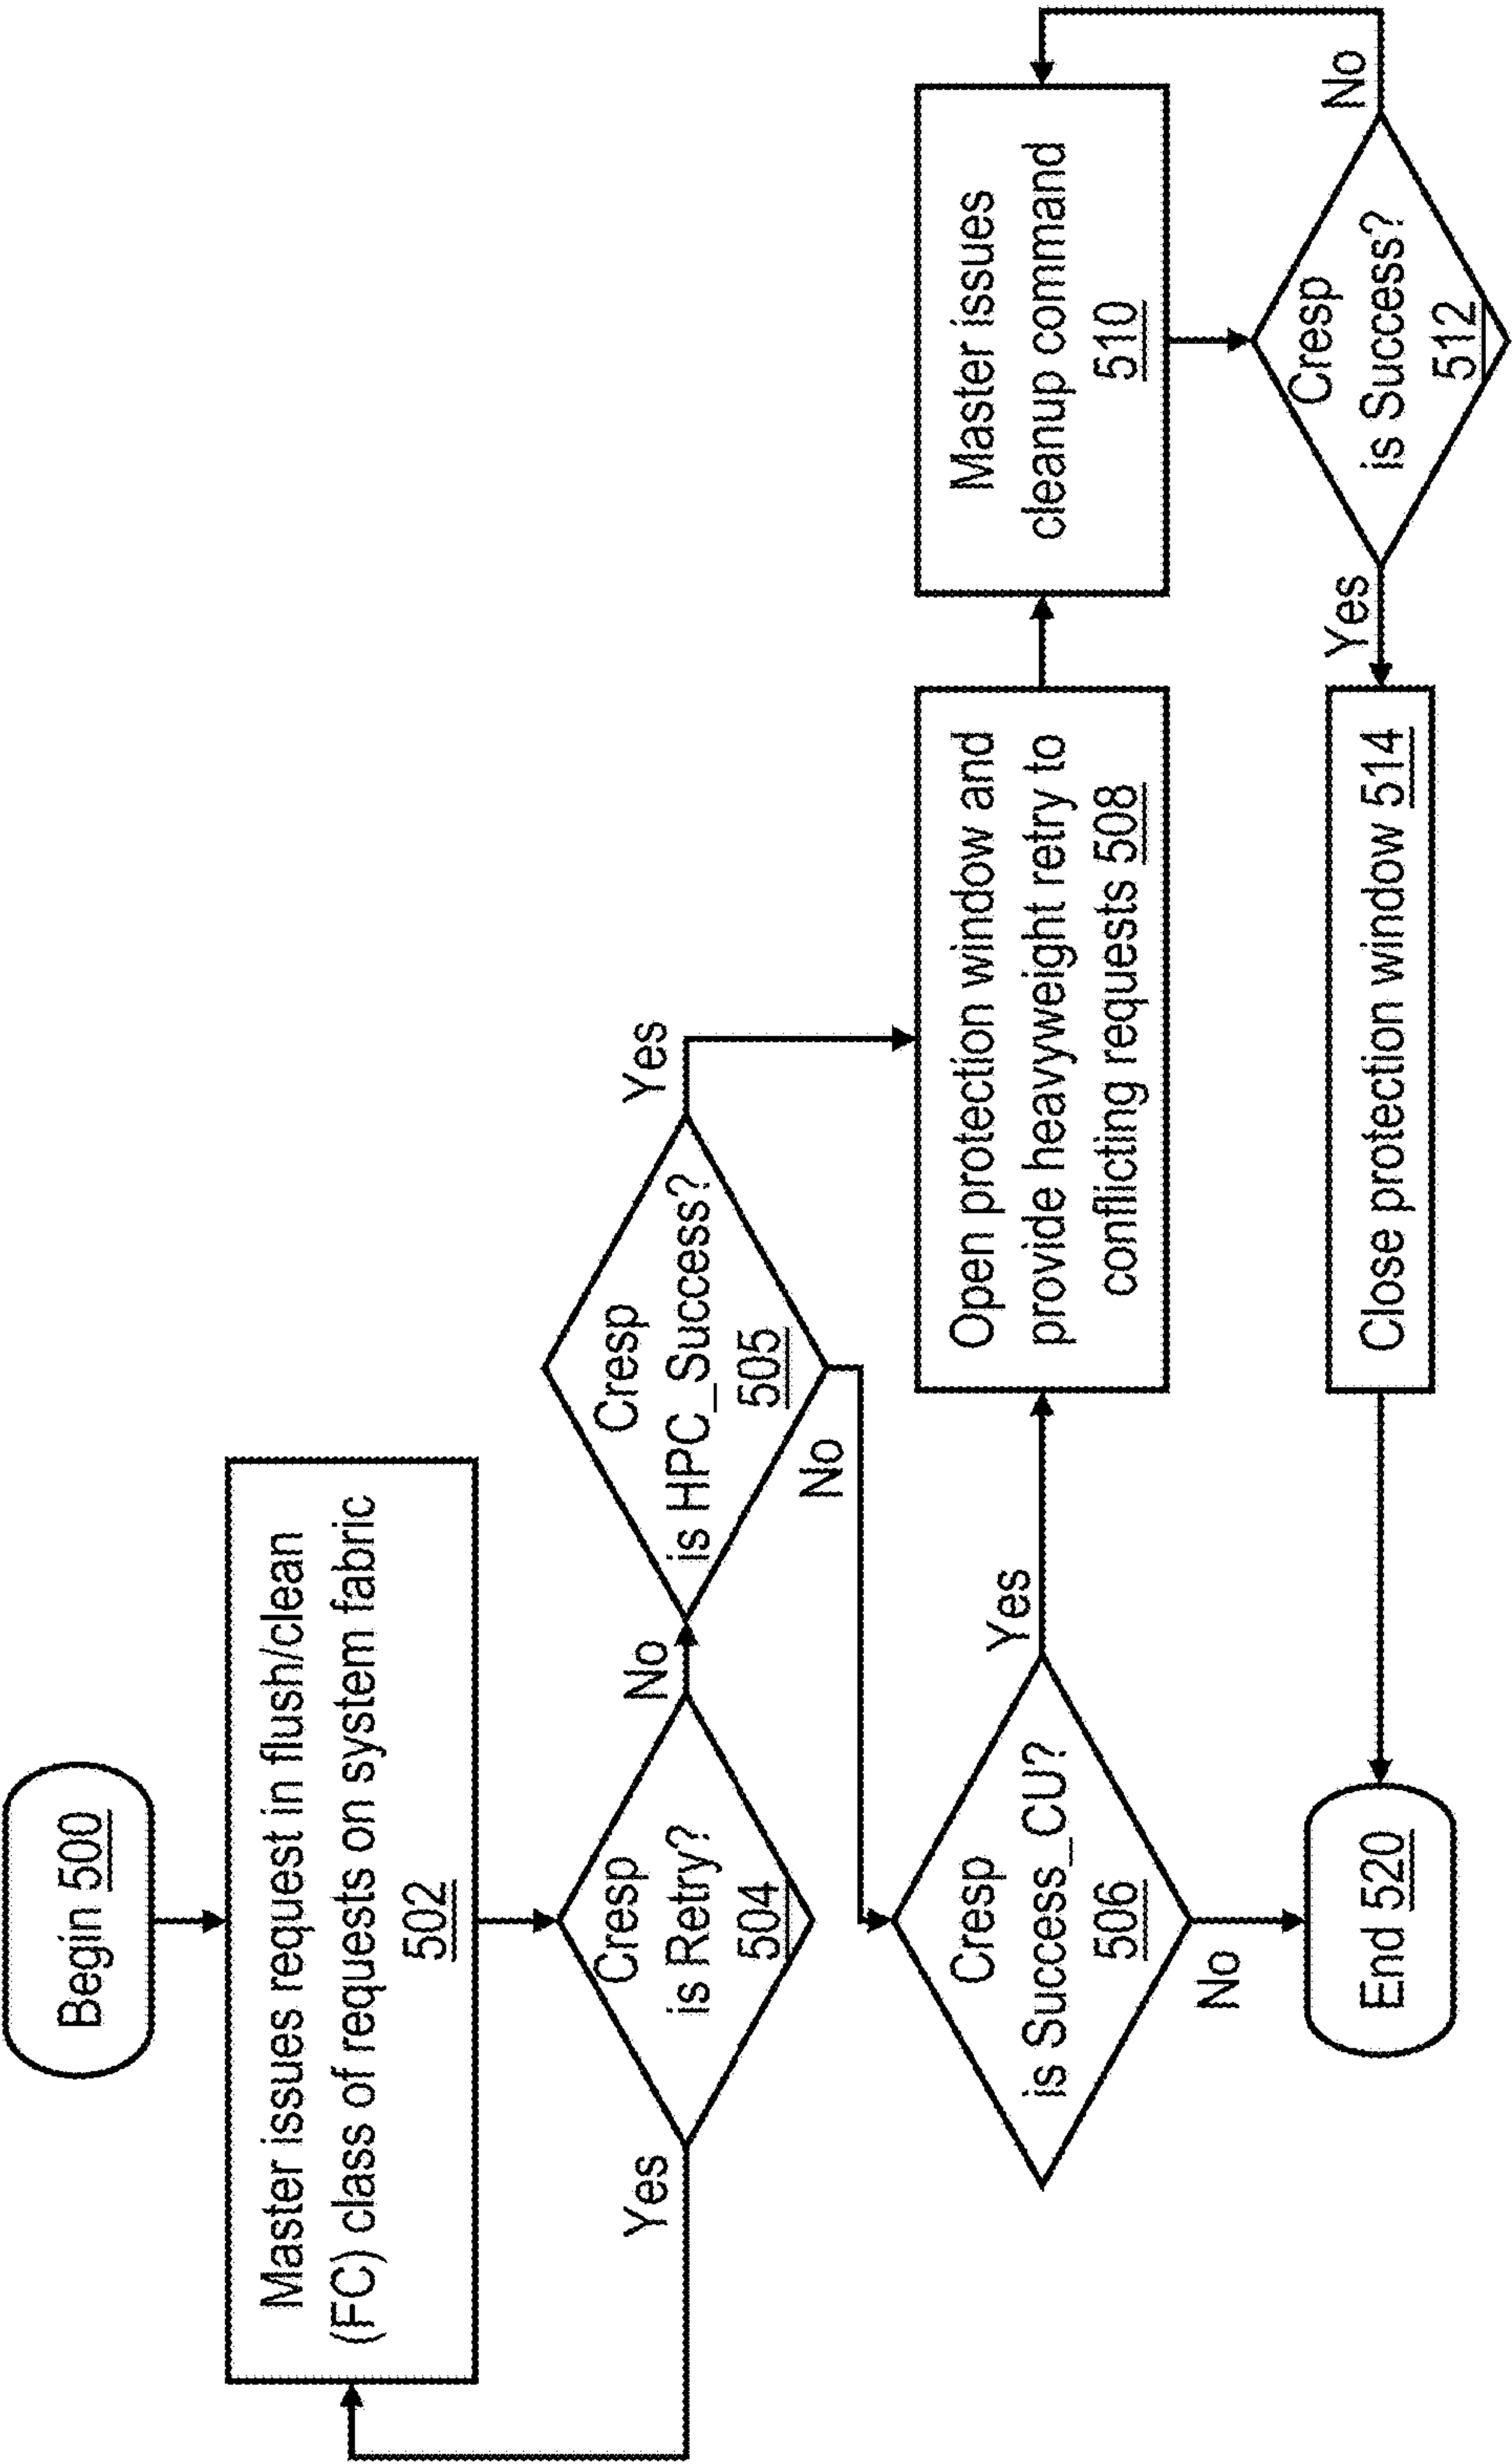 Begin 500
Master issues request in flush/clean
(FC) class of requests on system fabric
502
Cresp
is Retry?
504
Yes
No
Cresp
is HPC_Success?
505
Yes
No
Cresp
is Success_CU?
506
Yes
No
Open protection window and
provide heavyweight retry to
conflicting requests 508
Master issues
cleanup command
510
Cresp
is Success?
512
No
Yes
Close protection window 514
End 520